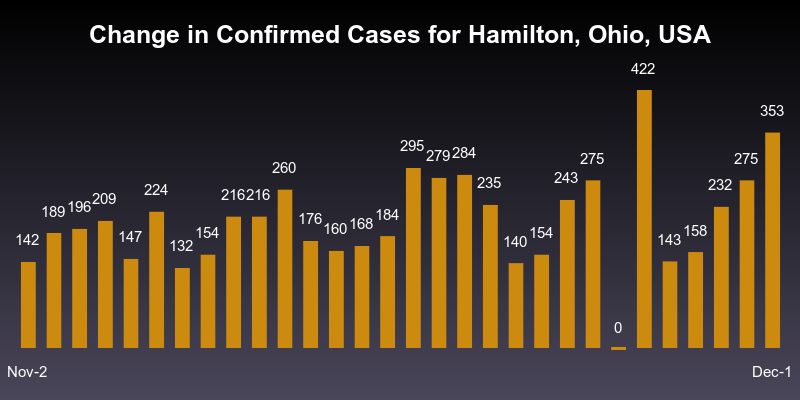 Change in Confirmed Cases for Hamilton, Ohio, USA
142 189 196 209 147 224 132 154 216 216 260 176 160 168 184 295 279 284 235 140 154 243 275 0 422 143 158 232 275 353
Nov-2 Dec-1